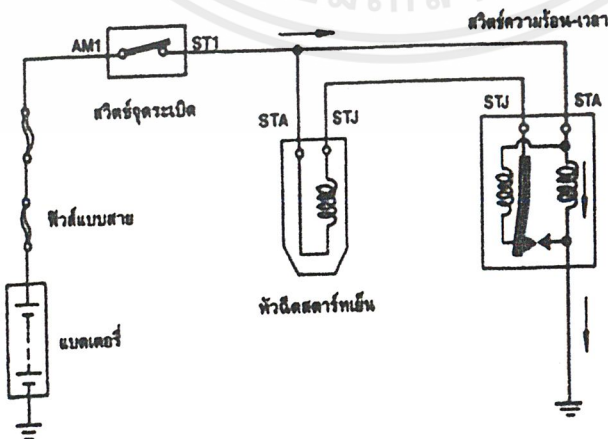 สวิตช์ความร้อน-เวลา
AM1
ST1
สวิตช์จุดระเบิด
STA
STJ
STJ
STA
ฟิวส์แบบสาย
หัวฉีดสตาร์ทเย็น
แบตเตอรี่